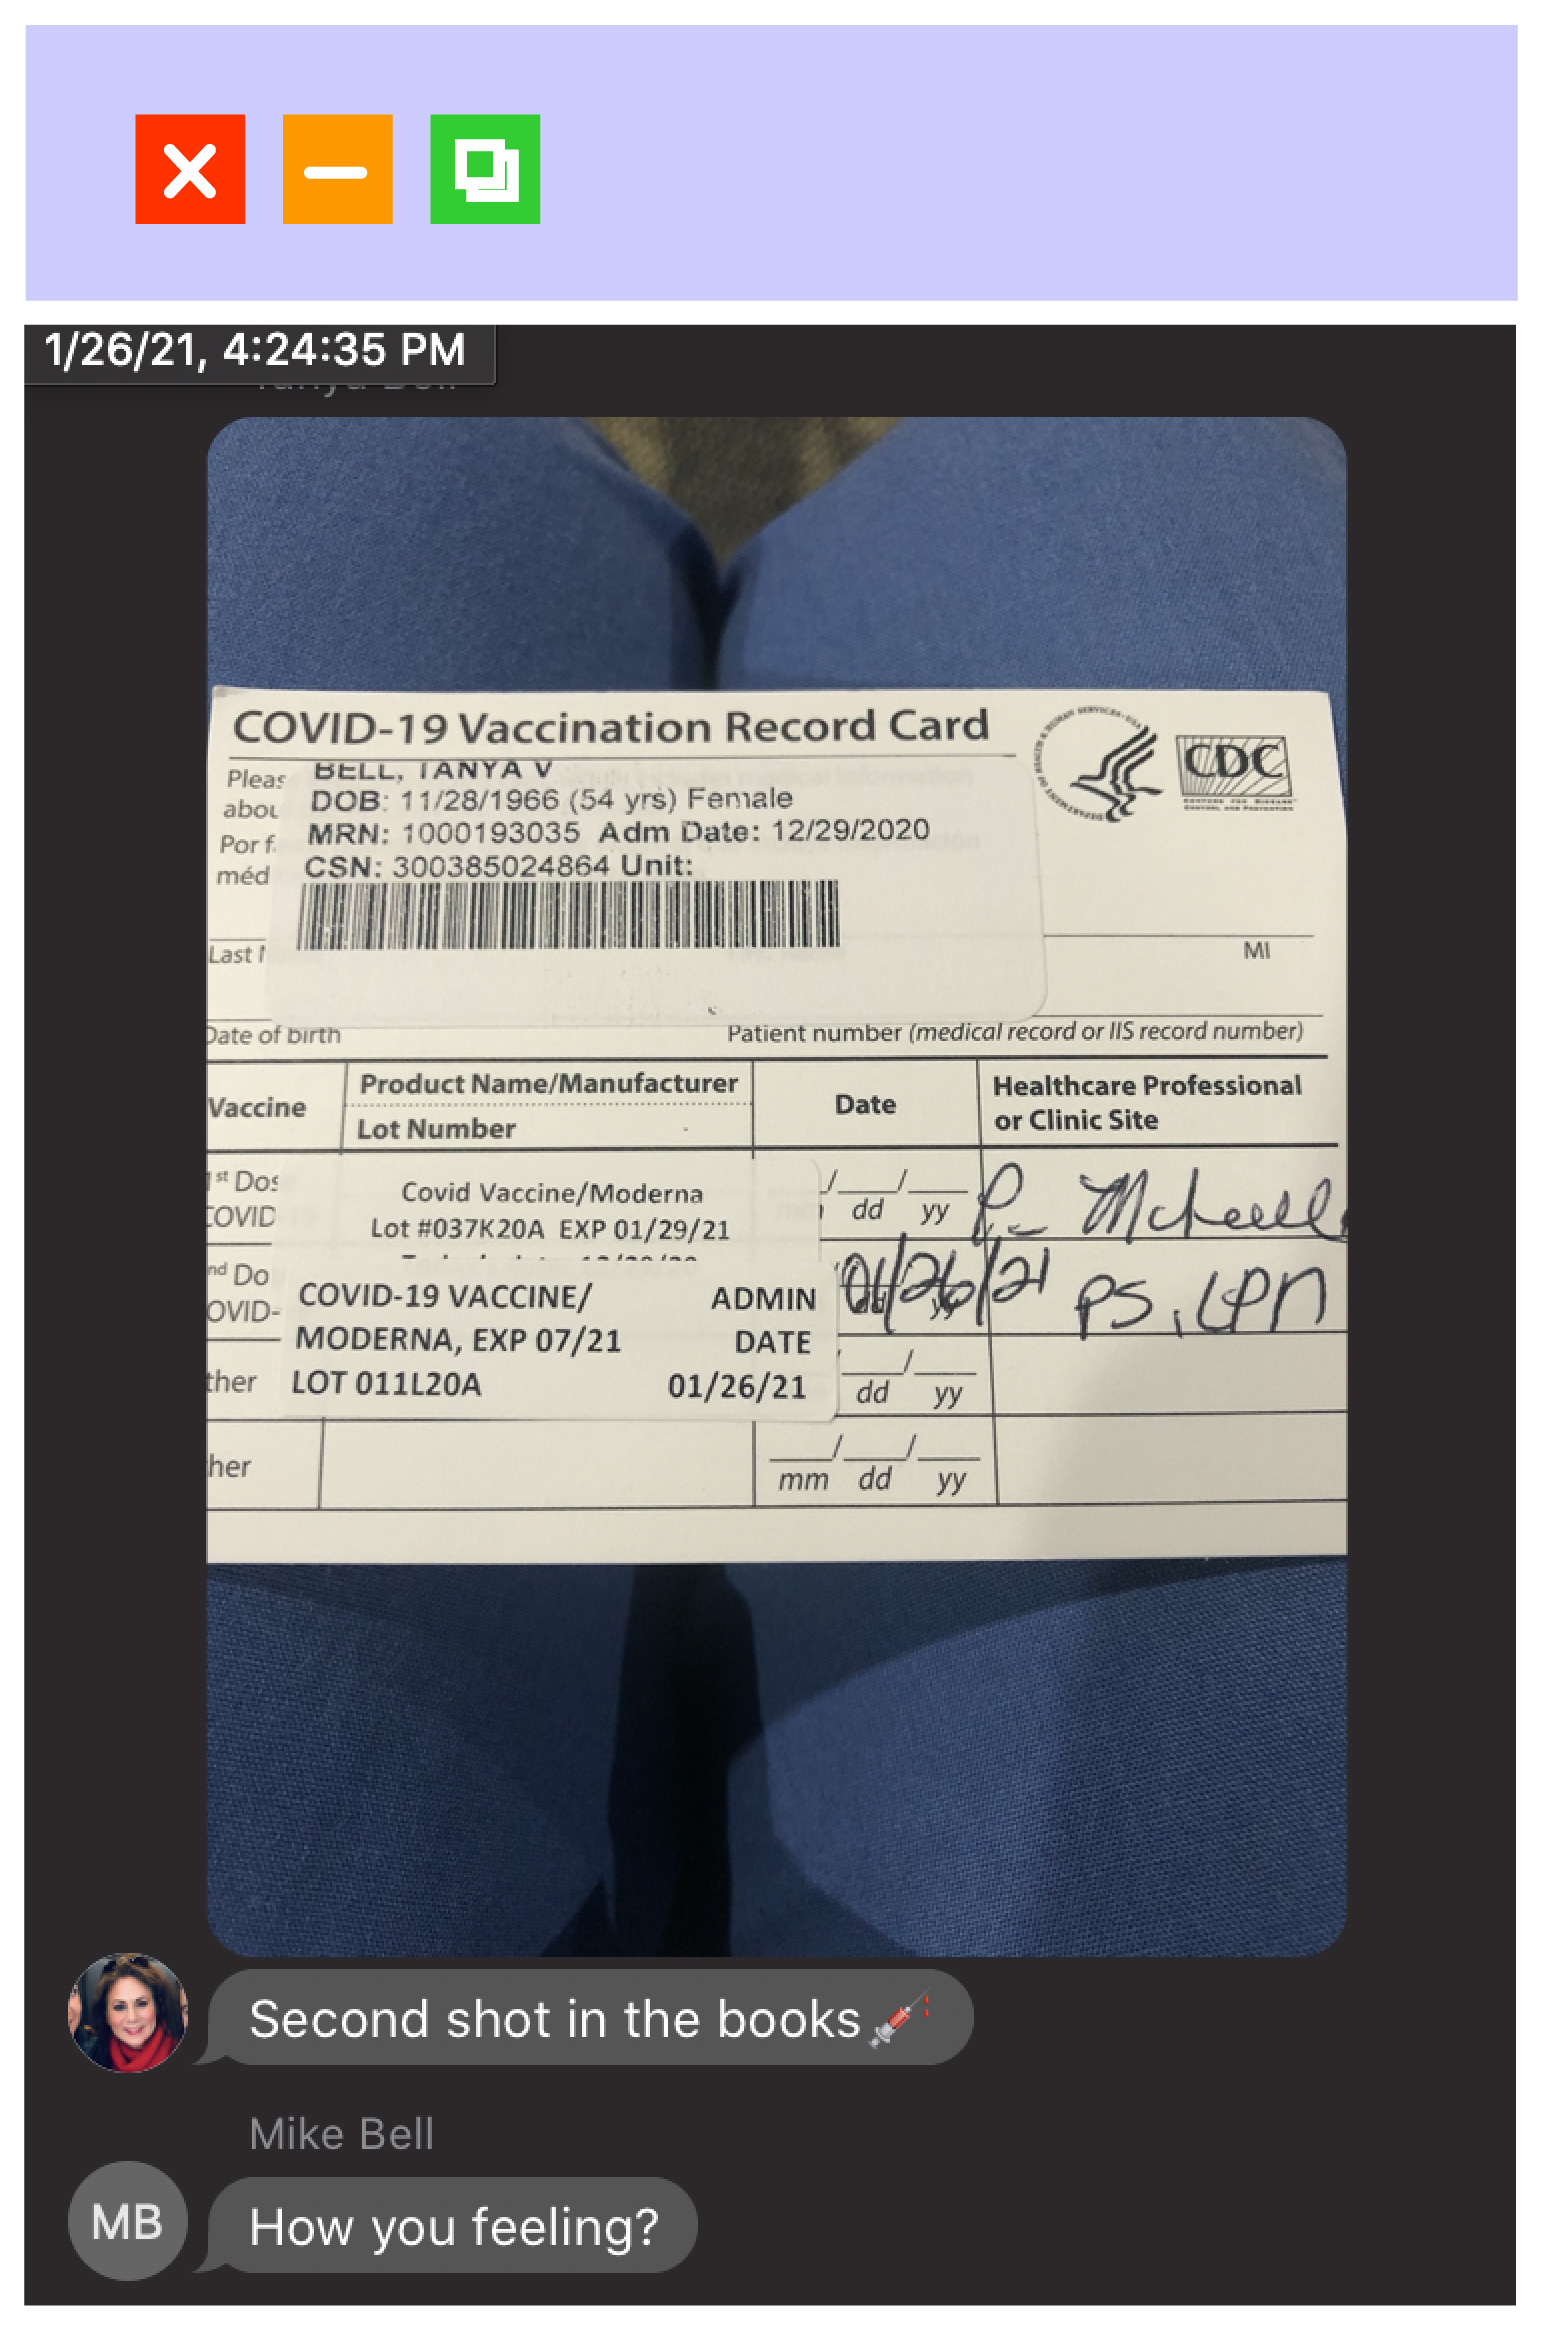 1/26/21, 4:24:35 PM
Tanya Bell
COVID-19 Vaccination Record Card
BELL, TANYA V
Pleas
DOB: 11/28/1966 (54 yrs) Female
abou
MRN: 1000193035 Adm Date: 12/29/2020
Por f
CSN: 300385024864 Unit:
méd
CDC
Last
MI
Date of birth
Patient number (medical record or IIS record number)
Vaccine
Product Name/Manufacturer
Lot Number
Date
Healthcare Professional
or Clinic Site
1st Dos
COVID
Covid Vaccine/Moderna
Lot #037K20A EXP 01/29/21
mm / dd / yy
nd Do
OVID-
COVID-19 VACCINE/ ADMIN
MODERNA, EXP 07/21 DATE
LOT 011L20A 01/26/21
01/26/21
PS, LPN
ther
dd / yy
her
mm / dd / yy
Second shot in the books
Mike Bell
MB
How you feeling?